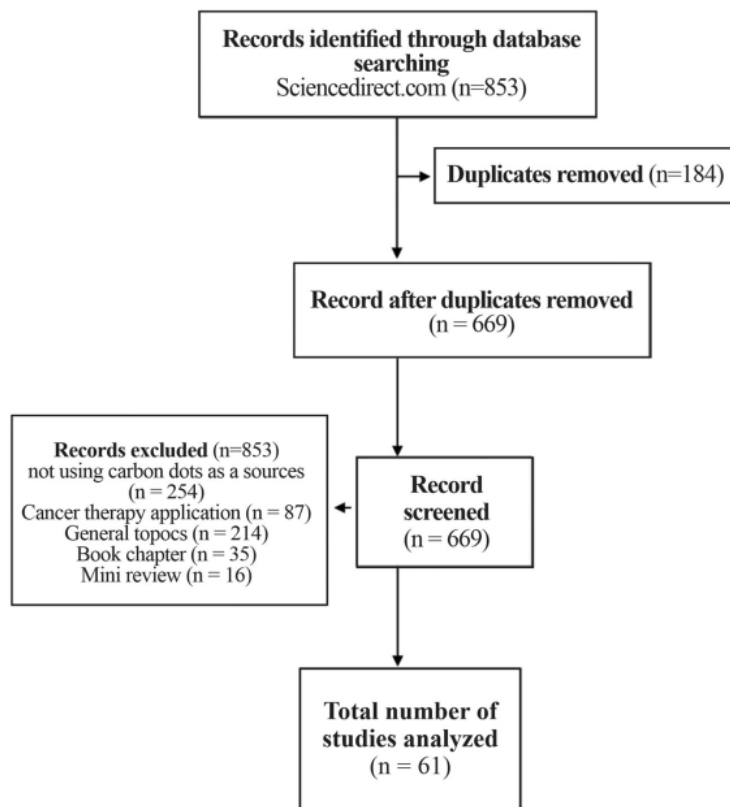 Records identified through database
searching
Sciencedirect.com (n=853)
Duplicates removed (n=184)
Record after duplicates removed
(n = 669)
Records excluded (n=853)
not using carbon dots as a sources
(n = 254)
Cancer therapy application (n = 87)
General topocs (n = 214)
Book chapter (n = 35)
Mini review (n = 16)
Record
screened
(n = 669)
Total number of
studies analyzed
(n = 61)